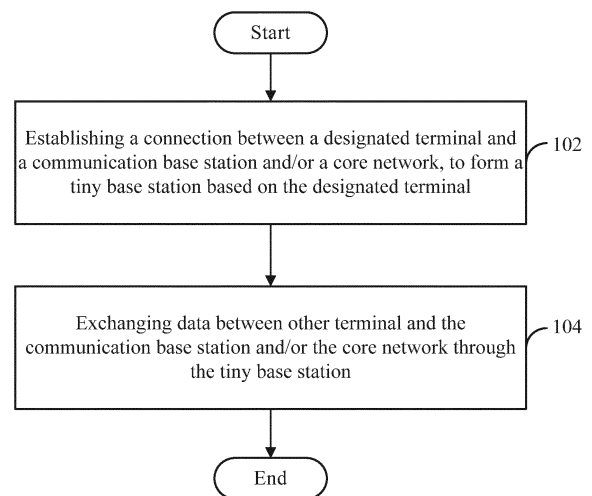 Start
Establishing a connection between a designated terminal and
a communication base station and/or a core network, to form a
tiny base station based on the designated terminal
102
Exchanging data between other terminal and the
communication base station and/or the core network through
the tiny base station
104
End